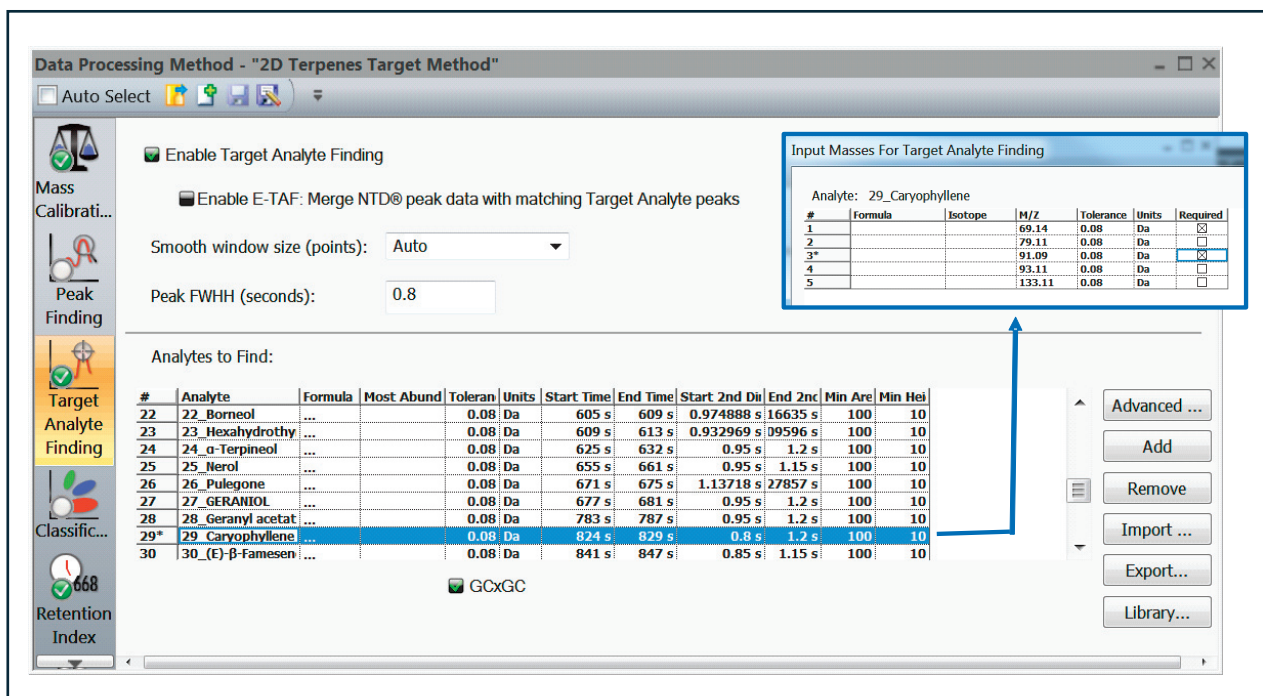 Data Processing Method - "2D Terpenes Target Method"
Auto Select
Mass
Calibrati...
Peak
Finding
Target
Analyte
Finding
Classific...
668
Retention
Index
Enable Target Analyte Finding
Enable E-TAF: Merge NTD® peak data with matching Target Analyte peaks
Smooth window size (points): Auto
Peak FWHH (seconds): 0.8
Input Masses For Target Analyte Finding
Analyte: 29_Caryophyllene
# Formula Isotope M/Z Tolerance Units Required
1 69.14 0.08 Da
2 79.11 0.08 Da
3* 91.09 0.08 Da
4 93.11 0.08 Da
5 133.11 0.08 Da
Analytes to Find:
# Analyte Formula Most Abund Toleran Units Start Time End Time Start 2nd Dir End 2nc Min Are Min Hei
22 22_Borneol ... 0.08 Da 605 s 609 s 0.974888 s 16635 s 100 10
23 23_Hexahydrothy ... 0.08 Da 609 s 613 s 0.932969 s 09596 s 100 10
24 24_α-Terpineol ... 0.08 Da 625 s 632 s 0.95 s 1.2 s 100 10
25 25_Nerol ... 0.08 Da 655 s 661 s 0.95 s 1.15 s 100 10
26 26_Pulegone ... 0.08 Da 671 s 675 s 1.13718 s 27857 s 100 10
27 27_GERANIOL ... 0.08 Da 677 s 681 s 0.95 s 1.2 s 100 10
28 28_Geranyl acetat ... 0.08 Da 783 s 787 s 0.95 s 1.2 s 100 10
29* 29_Caryophyllene ... 0.08 Da 824 s 829 s 0.8 s 1.2 s 100 10
30 30_(E)-β-Famesen ... 0.08 Da 841 s 847 s 0.85 s 1.15 s 100 10
GCxGC
Advanced ...
Add
Remove
Import ...
Export...
Library...